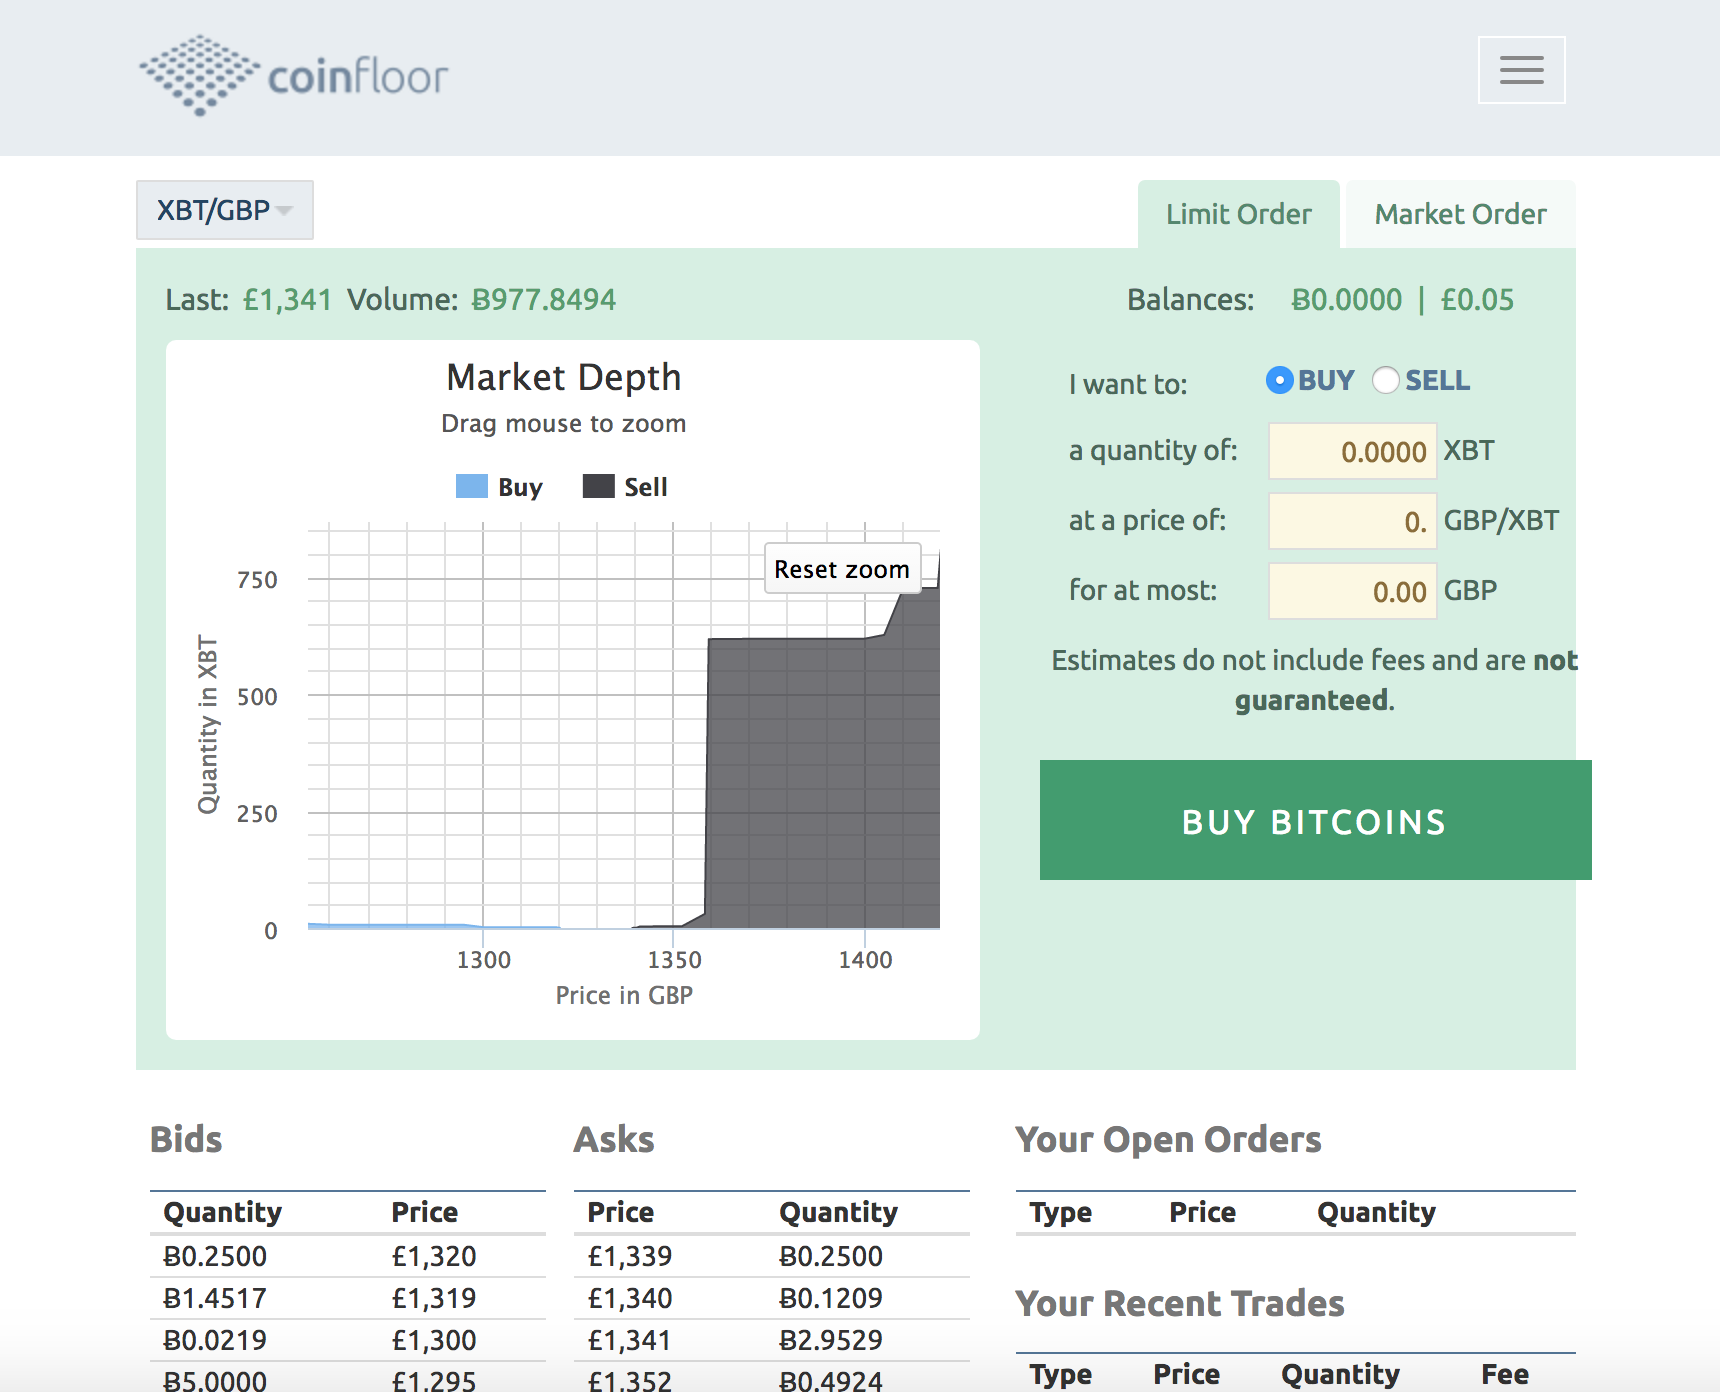 coinfloor
XBT/GBP
Limit Order
Market Order
Last: £1,341 Volume: Ƀ977.8494
Balances: Ƀ0.0000 | £0.05
Market Depth
Drag mouse to zoom
Buy Sell
Reset zoom
750
500
250
0
Quantity in XBT
1300 1350 1400
Price in GBP
I want to: BUY SELL
a quantity of: 0.0000 XBT
at a price of: 0. GBP/XBT
for at most: 0.00 GBP
Estimates do not include fees and are not
guaranteed.
BUY BITCOINS
Bids
Quantity Price
Ƀ0.2500 £1,320
Ƀ1.4517 £1,319
Ƀ0.0219 £1,300
Ƀ5.0000 £1,295
Asks
Price Quantity
£1,339 Ƀ0.2500
£1,340 Ƀ0.1209
£1,341 Ƀ2.9529
£1,352 Ƀ0.4924
Your Open Orders
Type Price Quantity
Your Recent Trades
Type Price Quantity Fee